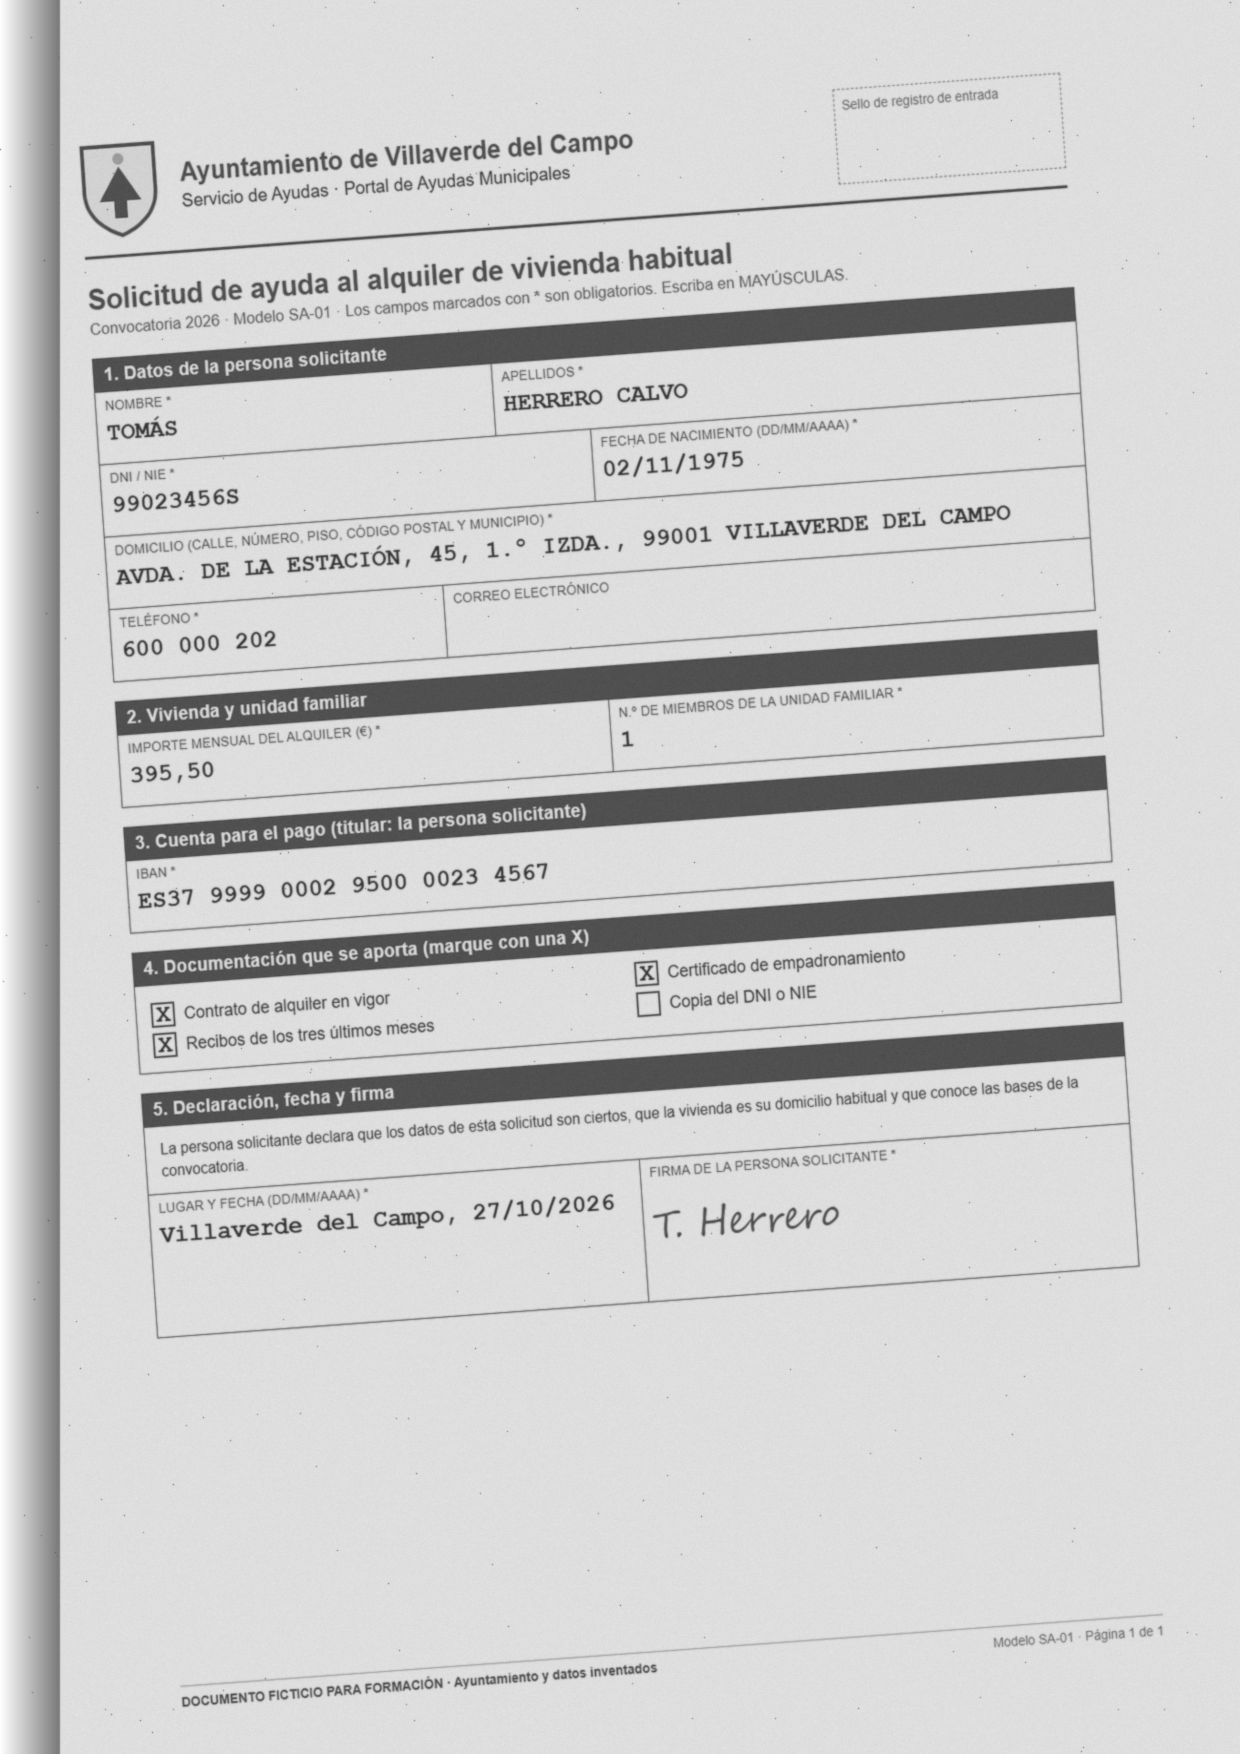 Sello de registro de entrada
Ayuntamiento de Villaverde del Campo
Servicio de Ayudas · Portal de Ayudas Municipales
Solicitud de ayuda al alquiler de vivienda habitual
Convocatoria 2026 · Modelo SA-01 · Los campos marcados con * son obligatorios. Escriba en MAYÚSCULAS.
1. Datos de la persona solicitante
NOMBRE *
TOMÁS
APELLIDOS *
HERRERO CALVO
DNI / NIE *
99023456S
FECHA DE NACIMIENTO (DD/MM/AAAA) *
02/11/1975
DOMICILIO (CALLE, NÚMERO, PISO, CÓDIGO POSTAL Y MUNICIPIO) *
AVDA. DE LA ESTACIÓN, 45, 1.º IZDA., 99001 VILLAVERDE DEL CAMPO
TELÉFONO *
600 000 202
CORREO ELECTRÓNICO
2. Vivienda y unidad familiar
IMPORTE MENSUAL DEL ALQUILER (€) *
395,50
N.º DE MIEMBROS DE LA UNIDAD FAMILIAR *
1
3. Cuenta para el pago (titular: la persona solicitante)
IBAN *
ES37 9999 0002 9500 0023 4567
4. Documentación que se aporta (marque con una X)
X Contrato de alquiler en vigor
X Certificado de empadronamiento
X Recibos de los tres últimos meses
Copia del DNI o NIE
5. Declaración, fecha y firma
La persona solicitante declara que los datos de esta solicitud son ciertos, que la vivienda es su domicilio habitual y que conoce las bases de la
convocatoria.
LUGAR Y FECHA (DD/MM/AAAA) *
Villaverde del Campo, 27/10/2026
FIRMA DE LA PERSONA SOLICITANTE *
T. Herrero
DOCUMENTO FICTICIO PARA FORMACIÓN · Ayuntamiento y datos inventados
Modelo SA-01 · Página 1 de 1